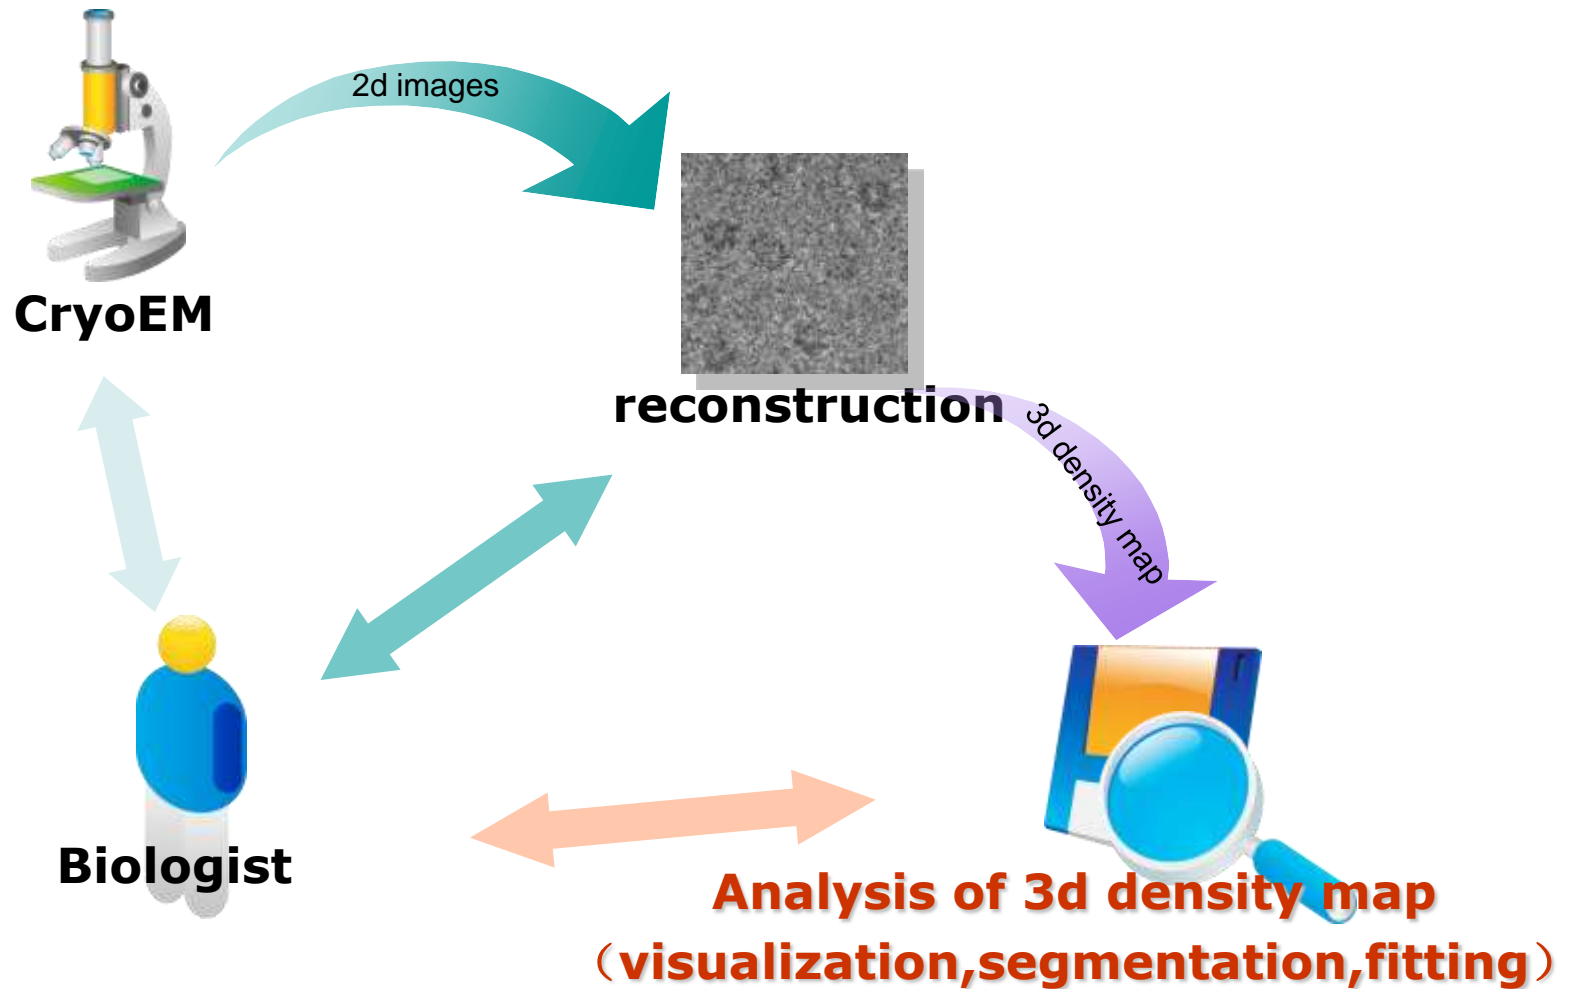 2d images
CryoEM
reconstruction
3d density map
Biologist
Analysis of 3d density map
（visualization,segmentation,fitting）